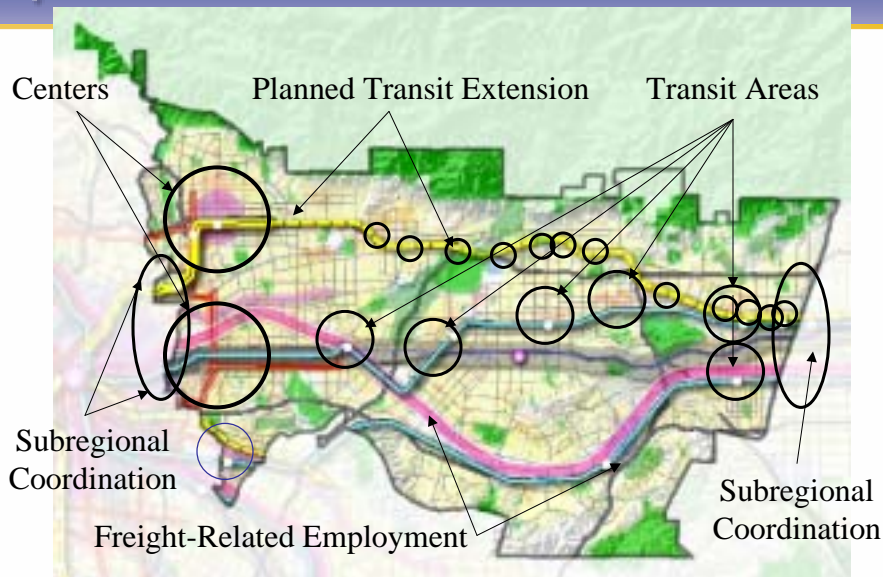 Centers
Planned Transit Extension
Transit Areas
Subregional
Coordination
Subregional
Coordination
Freight-Related Employment